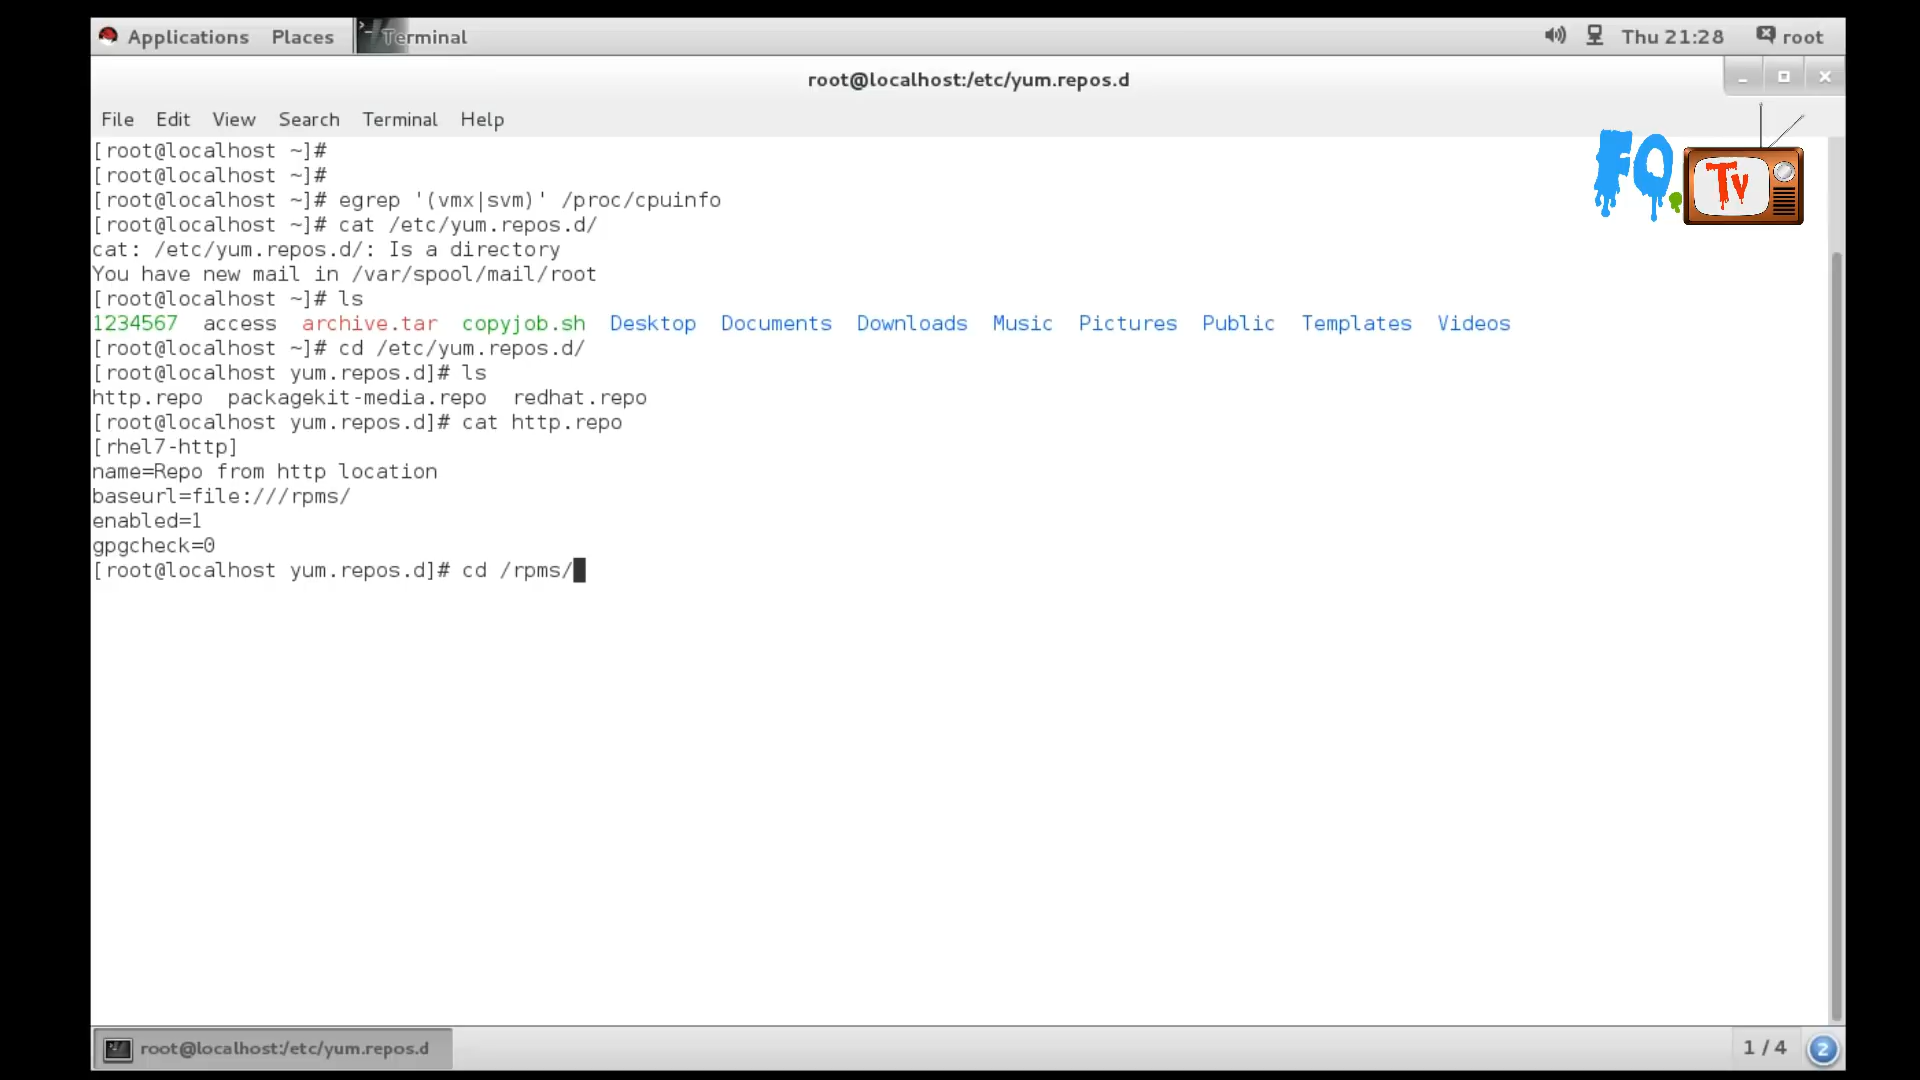 Applications Places Terminal Thu 21:28 root
root@localhost:/etc/yum.repos.d
File Edit View Search Terminal Help
FQ.Tv
[root@localhost ~]#
[root@localhost ~]#
[root@localhost ~]# egrep '(vmx|svm)' /proc/cpuinfo
[root@localhost ~]# cat /etc/yum.repos.d/
cat: /etc/yum.repos.d/: Is a directory
You have new mail in /var/spool/mail/root
[root@localhost ~]# ls
1234567 access archive.tar copyjob.sh Desktop Documents Downloads Music Pictures Public Templates Videos
[root@localhost ~]# cd /etc/yum.repos.d/
[root@localhost yum.repos.d]# ls
http.repo packagekit-media.repo redhat.repo
[root@localhost yum.repos.d]# cat http.repo
[rhel7-http]
name=Repo from http location
baseurl=file:///rpms/
enabled=1
gpgcheck=0
[root@localhost yum.repos.d]# cd /rpms/
root@localhost:/etc/yum.repos.d 1 / 4 2